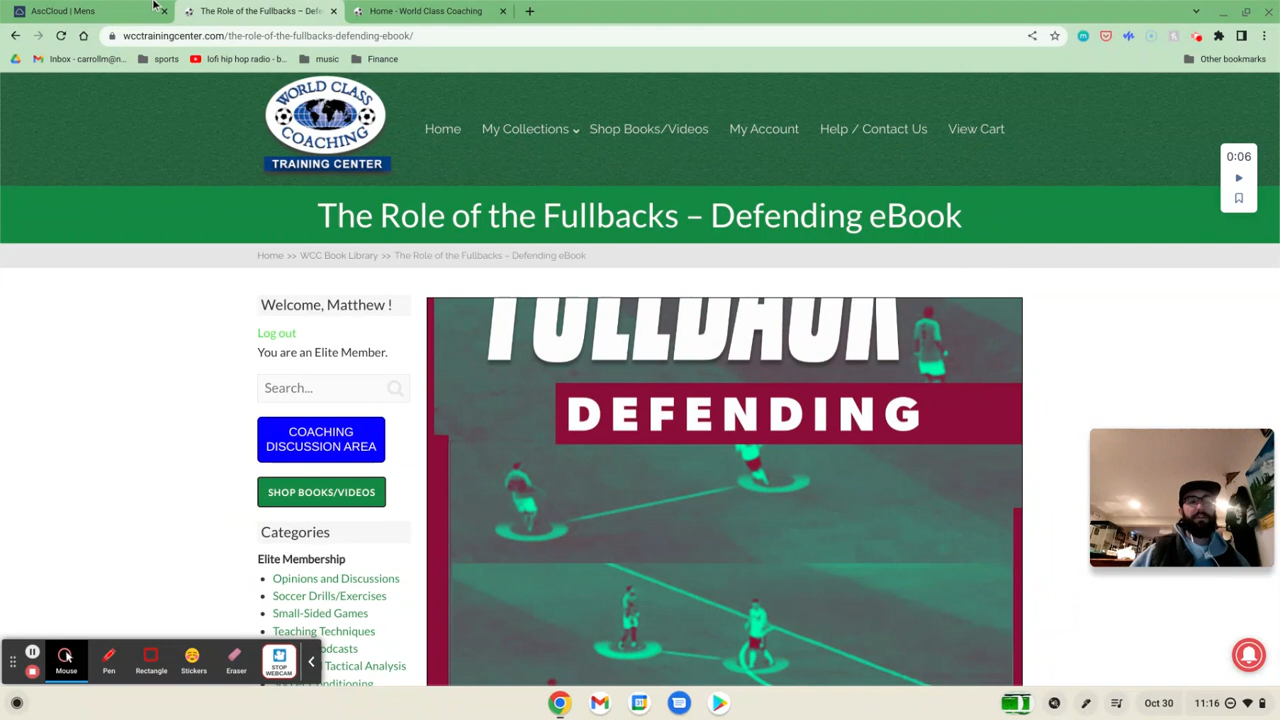 AscCloud | Mens
The Role of the Fullbacks – Defe
Home - World Class Coaching
wcctrainingcenter.com/the-role-of-the-fullbacks-defending-ebook/
Inbox - carrollm@n...
sports
lofi hip hop radio - b...
music
Finance
Other bookmarks
WORLD CLASS
COACHING
TRAINING CENTER
Home
My Collections
Shop Books/Videos
My Account
Help / Contact Us
View Cart
0:06
The Role of the Fullbacks – Defending eBook
Home >> WCC Book Library >> The Role of the Fullbacks – Defending eBook
Welcome, Matthew !
Log out
You are an Elite Member.
Search...
COACHING
DISCUSSION AREA
SHOP BOOKS/VIDEOS
Categories
Elite Membership
Opinions and Discussions
Soccer Drills/Exercises
Small-Sided Games
Teaching Techniques
Tactical Analysis
FULLBACK
DEFENDING
Mouse
Pen
Rectangle
Stickers
Eraser
STOP
WEBCAM
31
Oct 30
11:16